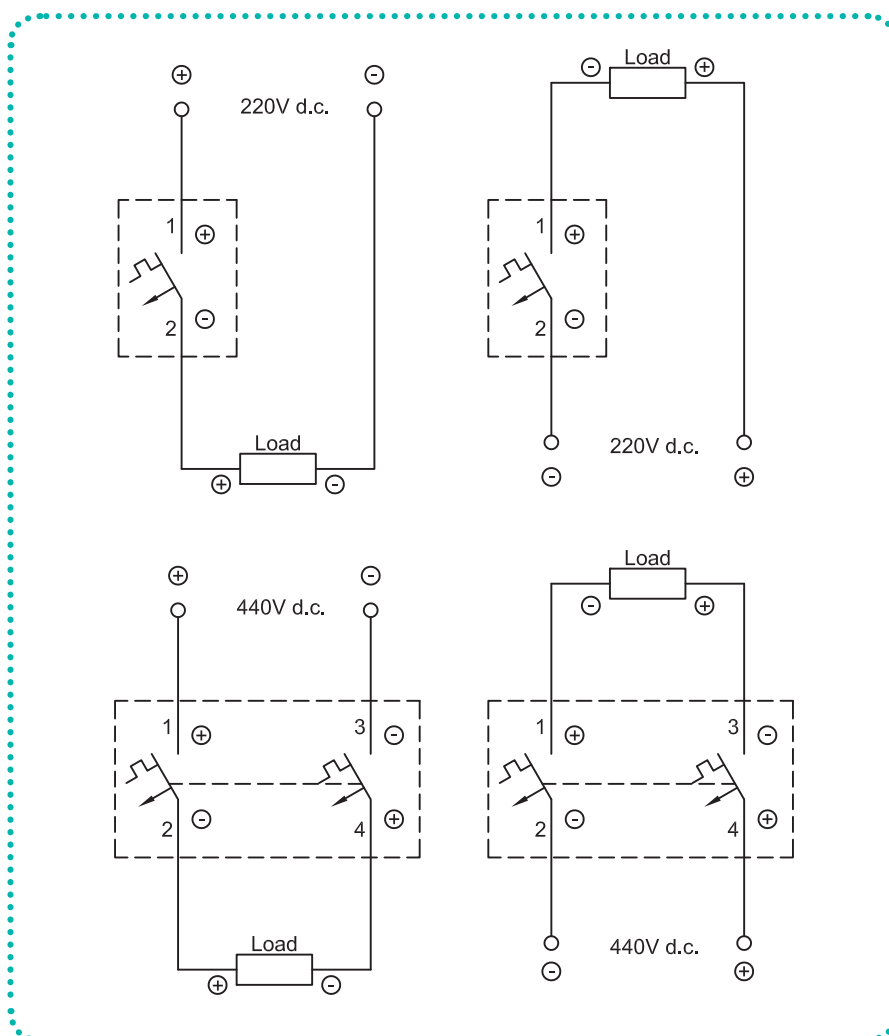 Load
⊕ ⊖ ⊖ ⊕
220V d.c.
1 ⊕ 1 ⊕
2 ⊖ 2 ⊖
Load
⊕ ⊖
220V d.c.
⊖ ⊕
Load
⊕ ⊖
440V d.c.
⊖ ⊕
1 ⊕ 3 ⊖ 1 ⊕ 3 ⊖
2 ⊖ 4 ⊕ 2 ⊖ 4 ⊕
Load
440V d.c.
⊕ ⊖ ⊖ ⊕